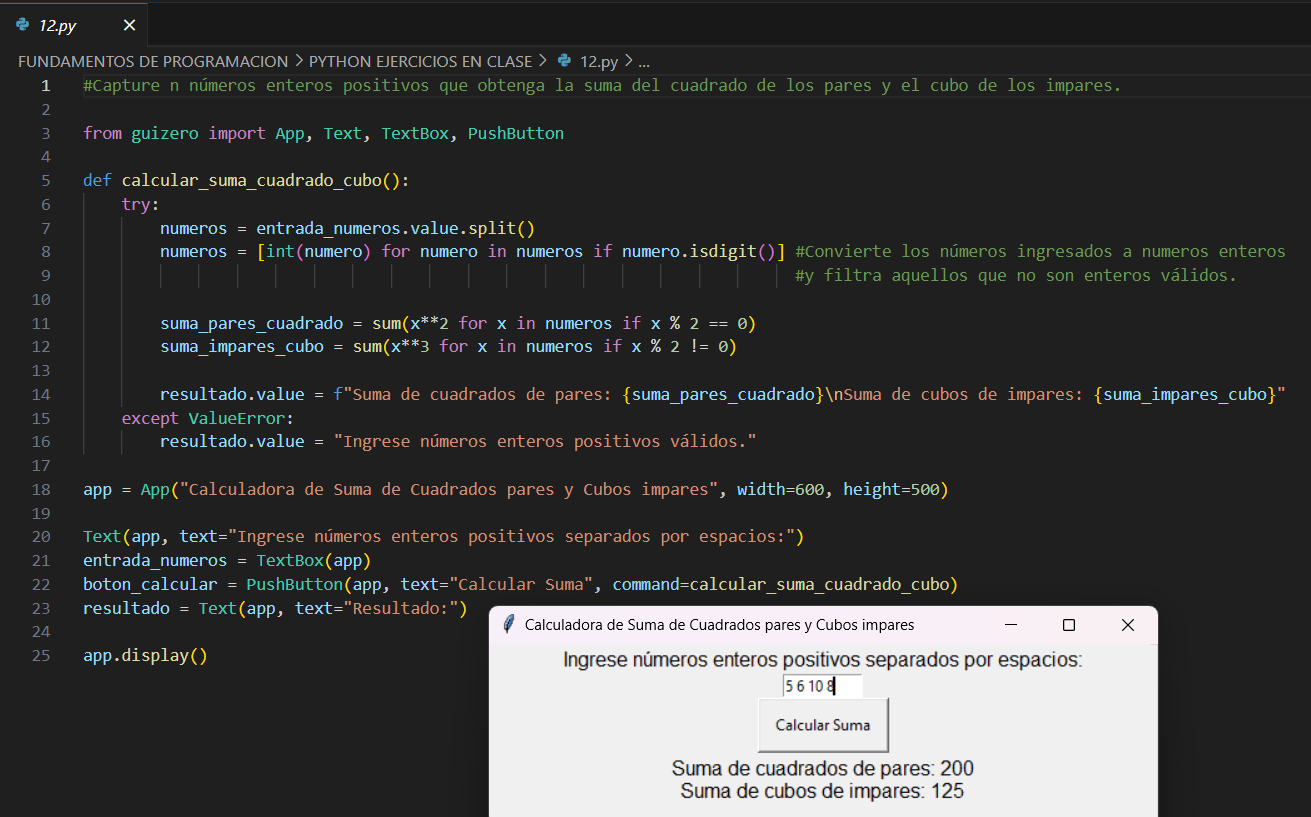 12.py
FUNDAMENTOS DE PROGRAMACION > PYTHON EJERCICIOS EN CLASE > 12.py > ...
1 #Capture n números enteros positivos que obtenga la suma del cuadrado de los pares y el cubo de los impares.
2
3 from guizero import App, Text, TextBox, PushButton
4
5 def calcular_suma_cuadrado_cubo():
6     try:
7         numeros = entrada_numeros.value.split()
8         numeros = [int(numero) for numero in numeros if numero.isdigit()] #Convierte los números ingresados a numeros enteros
9                                                                           #y filtra aquellos que no son enteros válidos.
10
11         suma_pares_cuadrado = sum(x**2 for x in numeros if x % 2 == 0)
12         suma_impares_cubo = sum(x**3 for x in numeros if x % 2 != 0)
13
14         resultado.value = f"Suma de cuadrados de pares: {suma_pares_cuadrado}\nSuma de cubos de impares: {suma_impares_cubo}"
15     except ValueError:
16         resultado.value = "Ingrese números enteros positivos válidos."
17
18 app = App("Calculadora de Suma de Cuadrados pares y Cubos impares", width=600, height=500)
19
20 Text(app, text="Ingrese números enteros positivos separados por espacios:")
21 entrada_numeros = TextBox(app)
22 boton_calcular = PushButton(app, text="Calcular Suma", command=calcular_suma_cuadrado_cubo)
23 resultado = Text(app, text="Resultado:")
24
25 app.display()
Calculadora de Suma de Cuadrados pares y Cubos impares
Ingrese números enteros positivos separados por espacios:
5 6 10 8
Calcular Suma
Suma de cuadrados de pares: 200
Suma de cubos de impares: 125